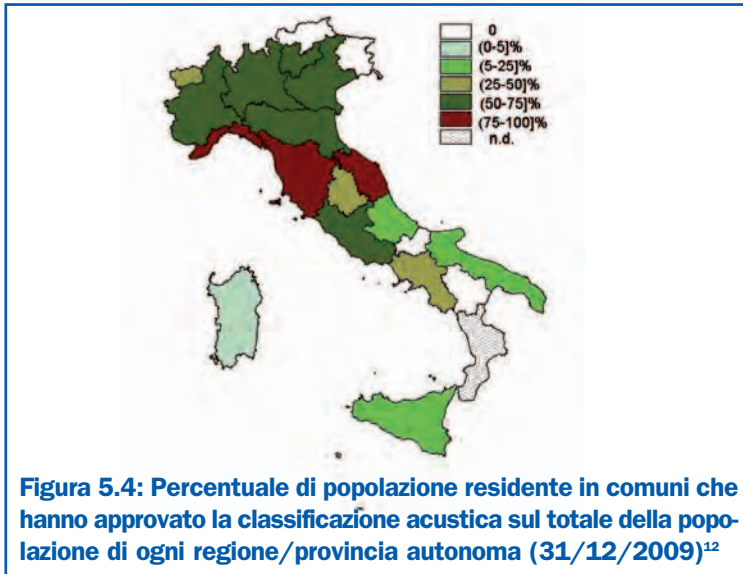 0
(0-5]%
(5-25]%
(25-50]%
(50-75]%
(75-100]%
n.d.
Figura 5.4: Percentuale di popolazione residente in comuni che
hanno approvato la classificazione acustica sul totale della popo-
lazione di ogni regione/provincia autonoma (31/12/2009)¹²